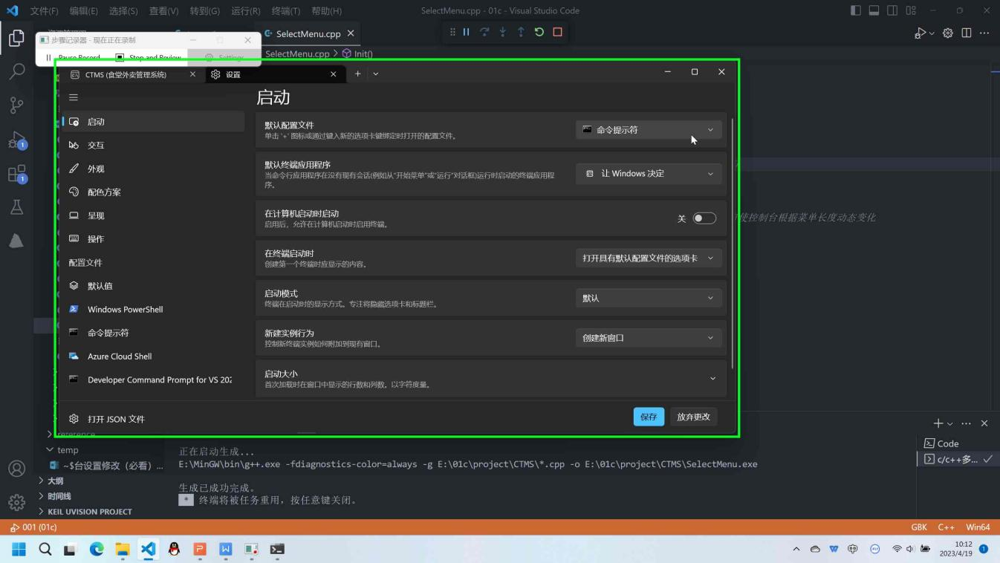 文件(F) 编辑(E) 选择(S) 查看(V) 转到(G) 运行(R) 终端(T) 帮助(H) SelectMenu.cpp - 01c - Visual Studio Code
步骤记录器 - 现在正在录制
SelectMenu.cpp
Pause Record Stop and Review Settings
SelectMenu.cpp > Init()
CTMS (食堂外卖管理系统) 设置
启动
启动
默认配置文件
单击 '+' 图标或通过键入新的选项卡键绑定时打开的配置文件。
命令提示符
交互
外观
默认终端应用程序
当命令行应用程序在没有现有会话(例如从"开始菜单"或"运行"对话框)运行时启动的终端应用程
序。
让 Windows 决定
配色方案
呈现
在计算机启动时启动
启用后，允许在计算机启动时启用终端。
关
使控制台根据菜单长度动态变化
操作
配置文件
在终端启动时
创建第一个终端时应显示的内容。
打开具有默认配置文件的选项卡
默认值
Windows PowerShell
启动模式
终端在启动时的显示方式。专注将隐藏选项卡和标题栏。
默认
命令提示符
新建实例行为
控制新终端实例如何附加到现有窗口。
创建新窗口
Azure Cloud Shell
Developer Command Prompt for VS 202
启动大小
首次加载时在窗口中显示的行数和列数。以字符度量。
打开 JSON 文件
保存 放弃更改
reference
temp
~$台设置修改（必看）...
大纲
时间线
KEIL UVISION PROJECT
正在启动生成...
E:\MinGW\bin\g++.exe -fdiagnostics-color=always -g E:\01c\project\CTMS\*.cpp -o E:\01c\project\CTMS\SelectMenu.exe
生成已成功完成。
* 终端将被任务重用，按任意键关闭。
Code
c/c++多...
001 (01c)
GBK C++ Win64
10:12
2023/4/19
1